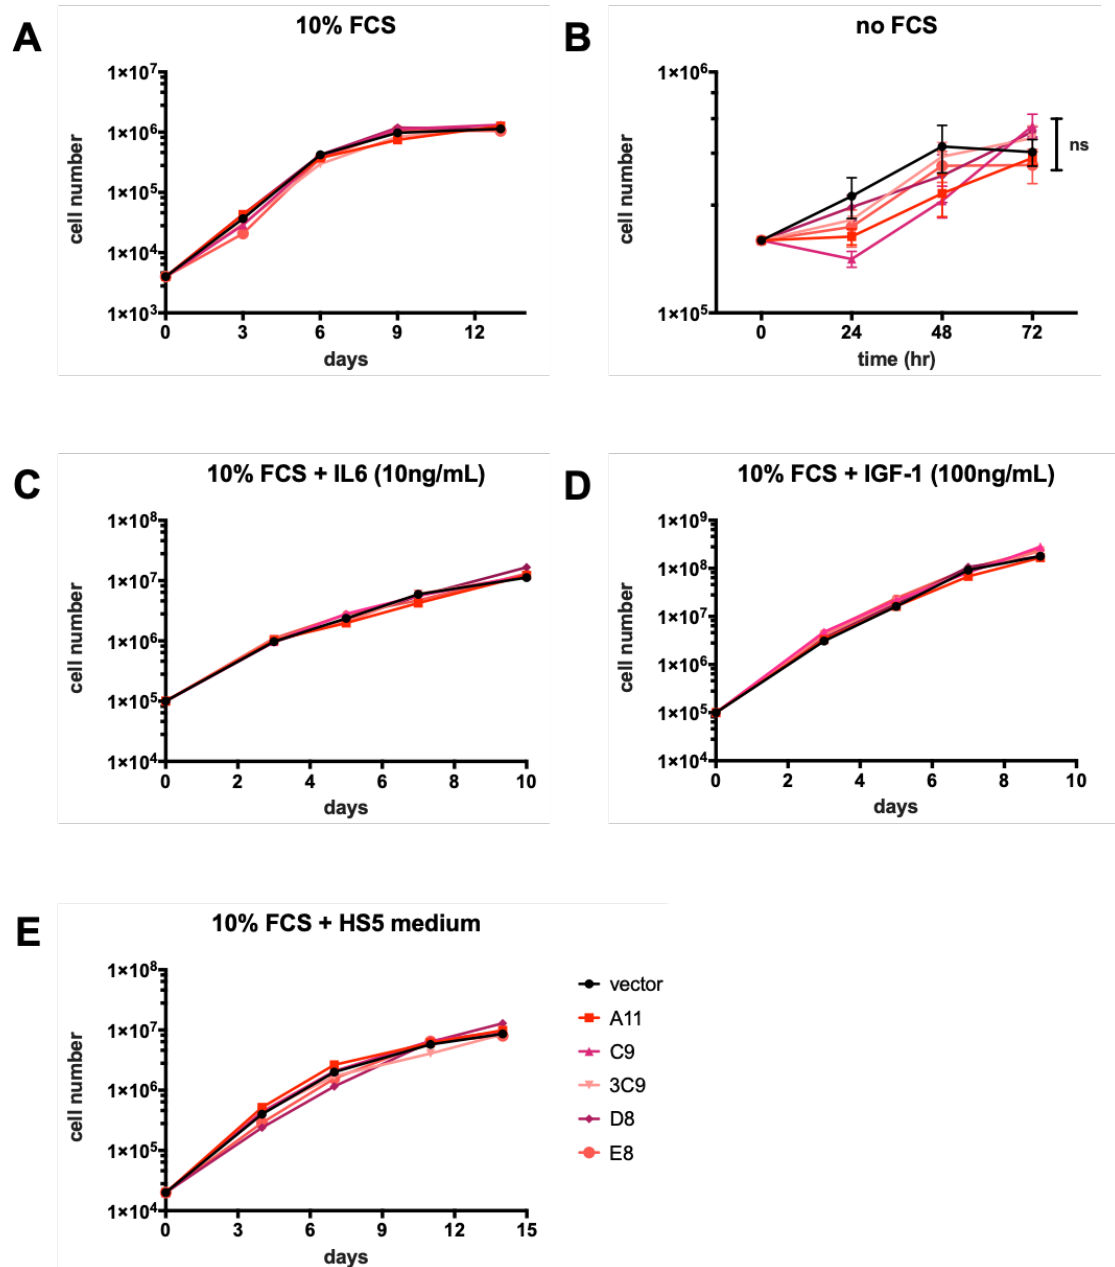 A
10% FCS
1×10⁷
1×10⁶
1×10⁵
1×10⁴
1×10³
cell number
0 3 6 9 12
days
B
no FCS
1×10⁶
1×10⁵
cell number
ns
0 24 48 72
time (hr)
C
10% FCS + IL6 (10ng/mL)
1×10⁸
1×10⁷
1×10⁶
1×10⁵
1×10⁴
cell number
0 2 4 6 8 10
days
D
10% FCS + IGF-1 (100ng/mL)
1×10⁹
1×10⁸
1×10⁷
1×10⁶
1×10⁵
1×10⁴
cell number
0 2 4 6 8 10
days
E
10% FCS + HS5 medium
1×10⁸
1×10⁷
1×10⁶
1×10⁵
1×10⁴
cell number
0 3 6 9 12 15
days
vector
A11
C9
3C9
D8
E8